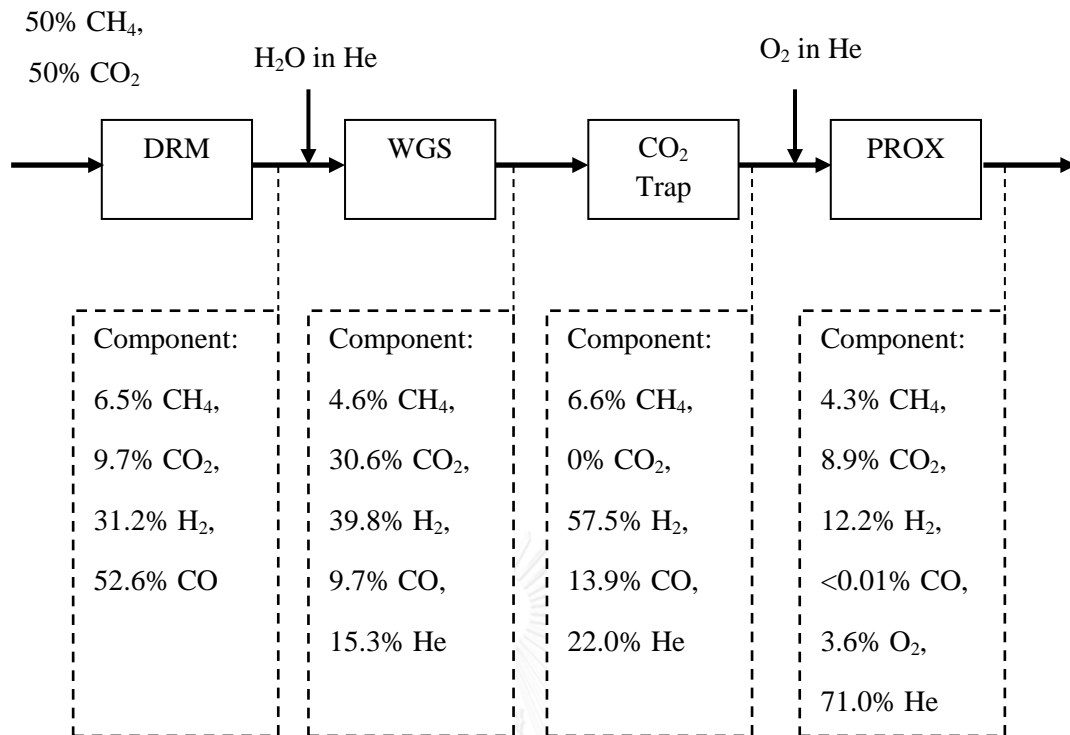 50% CH₄,
50% CO₂
H₂O in He
O₂ in He
DRM
WGS
CO₂
Trap
PROX
Component:
6.5% CH₄,
9.7% CO₂,
31.2% H₂,
52.6% CO
Component:
4.6% CH₄,
30.6% CO₂,
39.8% H₂,
9.7% CO,
15.3% He
Component:
6.6% CH₄,
0% CO₂,
57.5% H₂,
13.9% CO,
22.0% He
Component:
4.3% CH₄,
8.9% CO₂,
12.2% H₂,
<0.01% CO,
3.6% O₂,
71.0% He